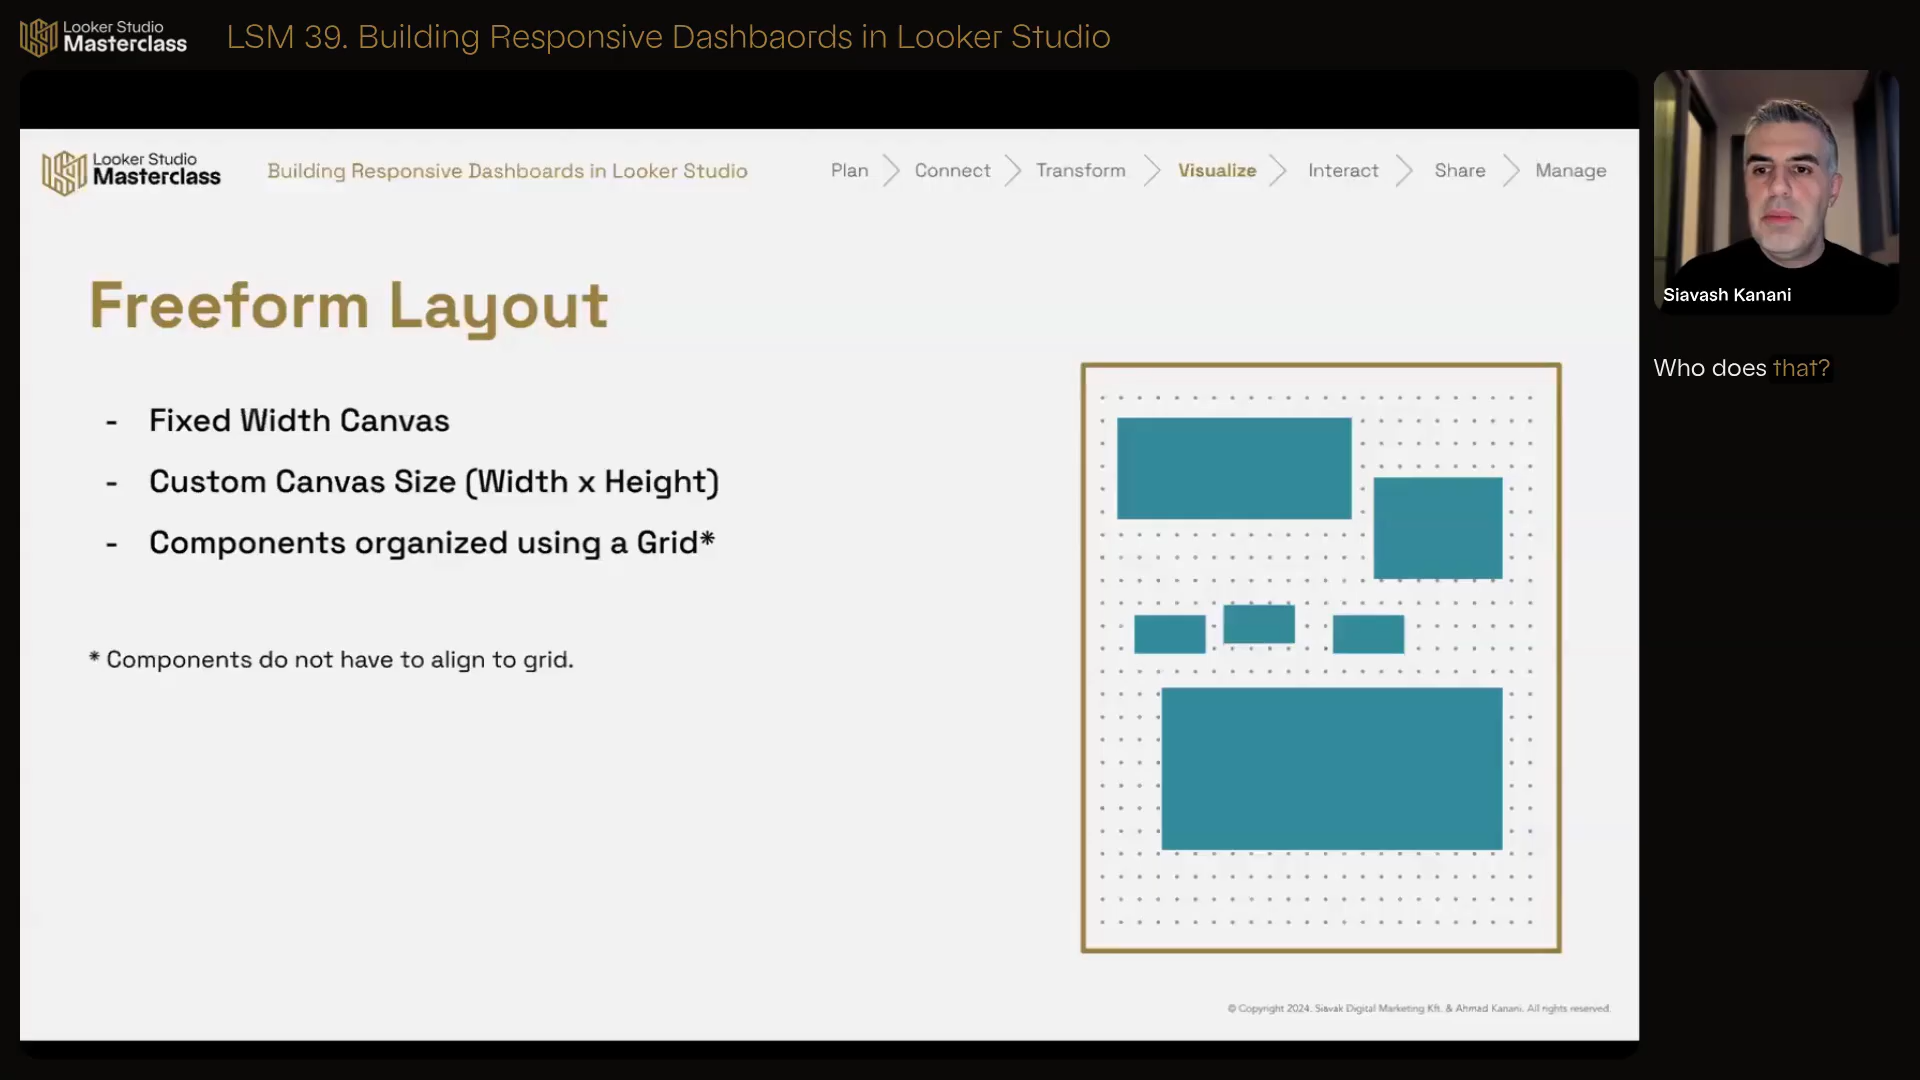 Looker Studio
Masterclass
LSM 39. Building Responsive Dashbaords in Looker Studio
Looker Studio
Masterclass
Building Responsive Dashboards in Looker Studio
Plan
Connect
Transform
Visualize
Interact
Share
Manage
Siavash Kanani
Who does that?
Freeform Layout
- Fixed Width Canvas
- Custom Canvas Size (Width x Height)
- Components organized using a Grid*
* Components do not have to align to grid.
© Copyright 2024. Siavak Digital Marketing Kft. & Ahmad Kanani. All rights reserved.